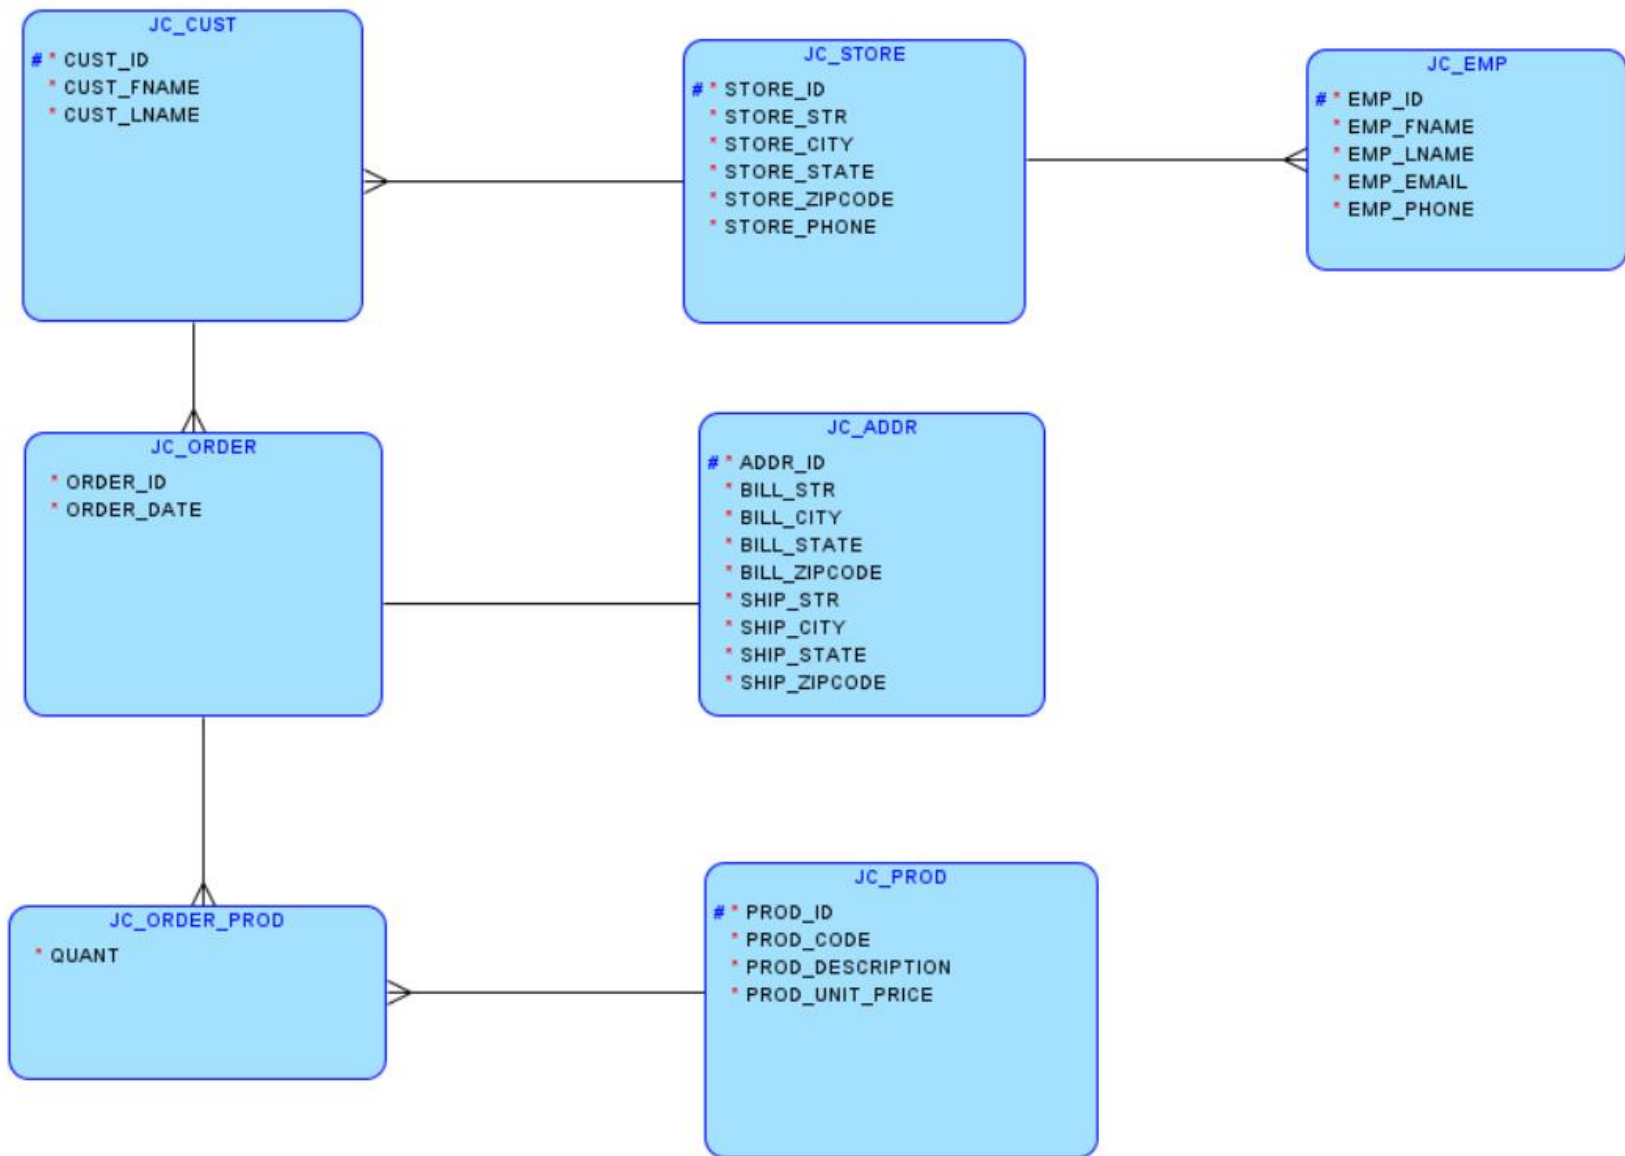 JC_CUST
# * CUST_ID
* CUST_FNAME
* CUST_LNAME
JC_STORE
# * STORE_ID
* STORE_STR
* STORE_CITY
* STORE_STATE
* STORE_ZIPCODE
* STORE_PHONE
JC_EMP
# * EMP_ID
* EMP_FNAME
* EMP_LNAME
* EMP_EMAIL
* EMP_PHONE
JC_ORDER
* ORDER_ID
* ORDER_DATE
JC_ADDR
# * ADDR_ID
* BILL_STR
* BILL_CITY
* BILL_STATE
* BILL_ZIPCODE
* SHIP_STR
* SHIP_CITY
* SHIP_STATE
* SHIP_ZIPCODE
JC_ORDER_PROD
* QUANT
JC_PROD
# * PROD_ID
* PROD_CODE
* PROD_DESCRIPTION
* PROD_UNIT_PRICE